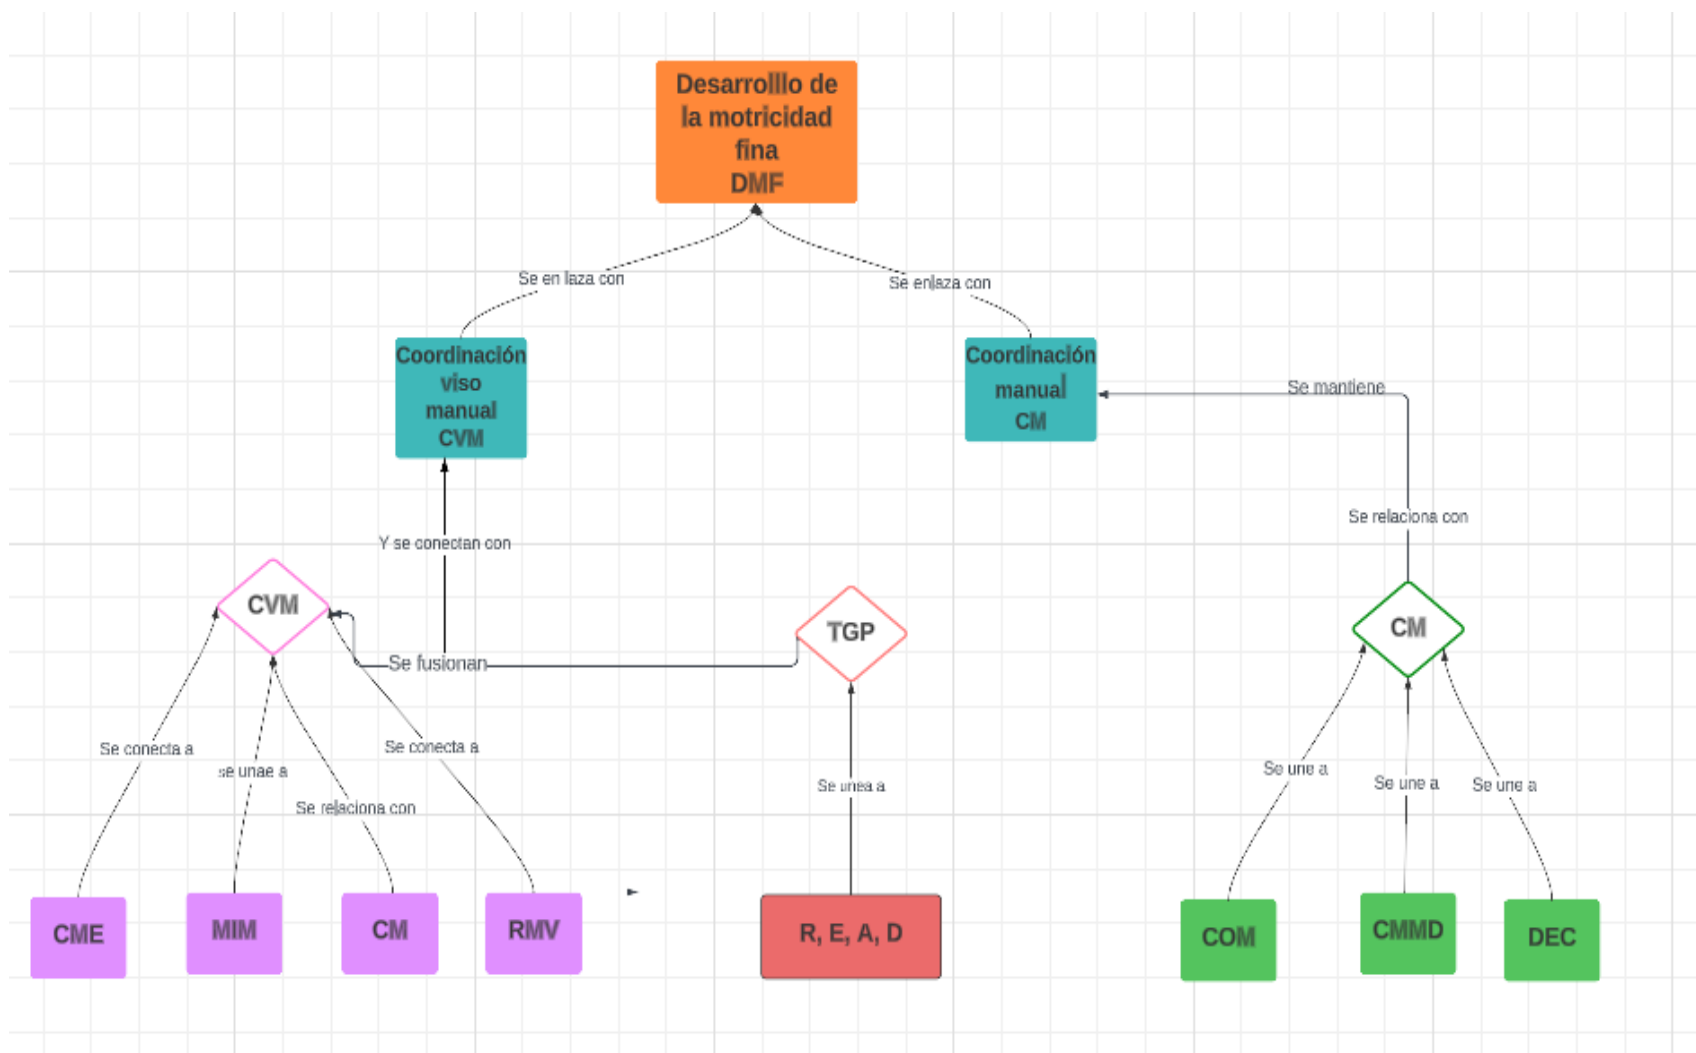 Desarrolllo de
la motricidad
fina
DMF
Se en laza con
Se enlaza con
Coordinación
viso
manual
CVM
Coordinación
manual
CM
Se mantiene
Se relaciona con
Y se conectan con
CVM
TGP
CM
Se fusionan
Se conecta a
se unae a
Se relaciona con
Se conecta a
Se unea a
Se une a
Se une a
Se une a
CME
MIM
CM
RMV
R, E, A, D
COM
CMMD
DEC